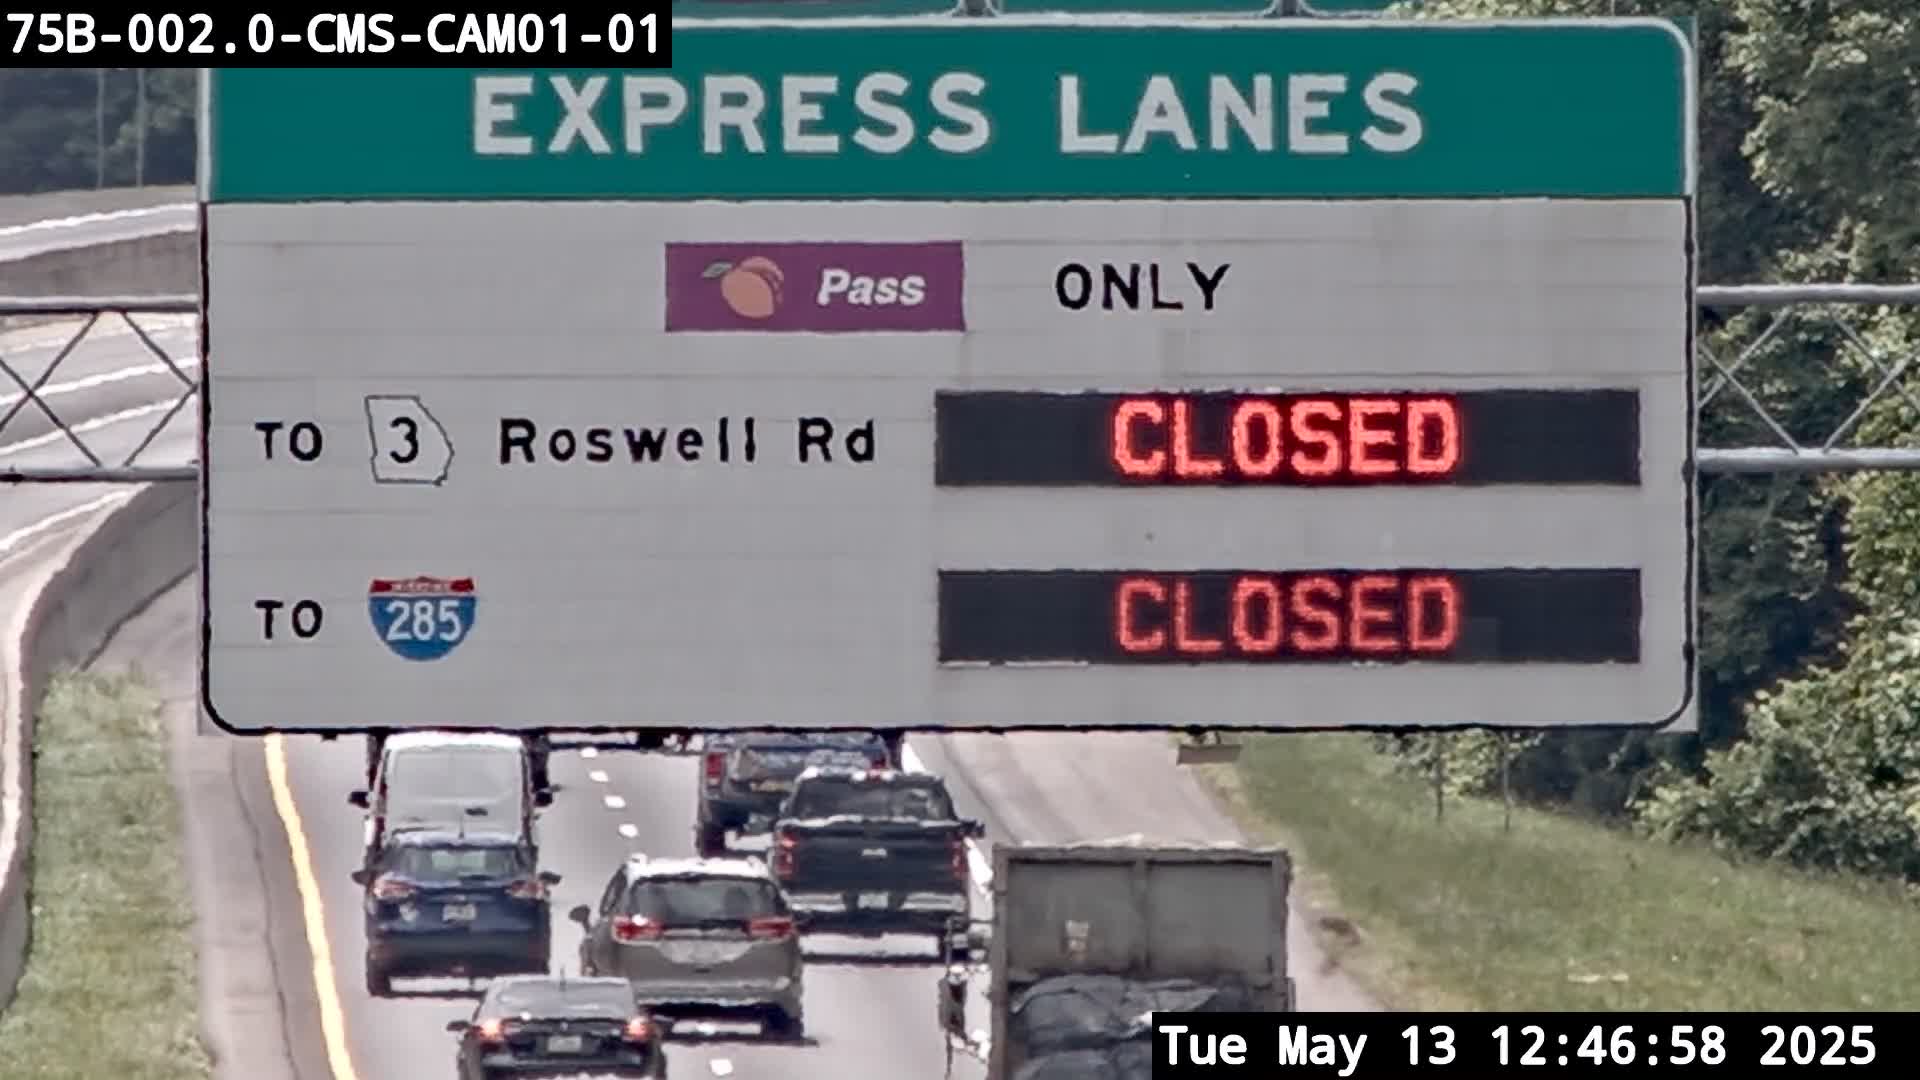 75B-002.0-CMS-CAM01-01
EXPRESS LANES
Pass ONLY
TO 3 Roswell Rd CLOSED
TO 285 CLOSED
Tue May 13 12:46:58 2025